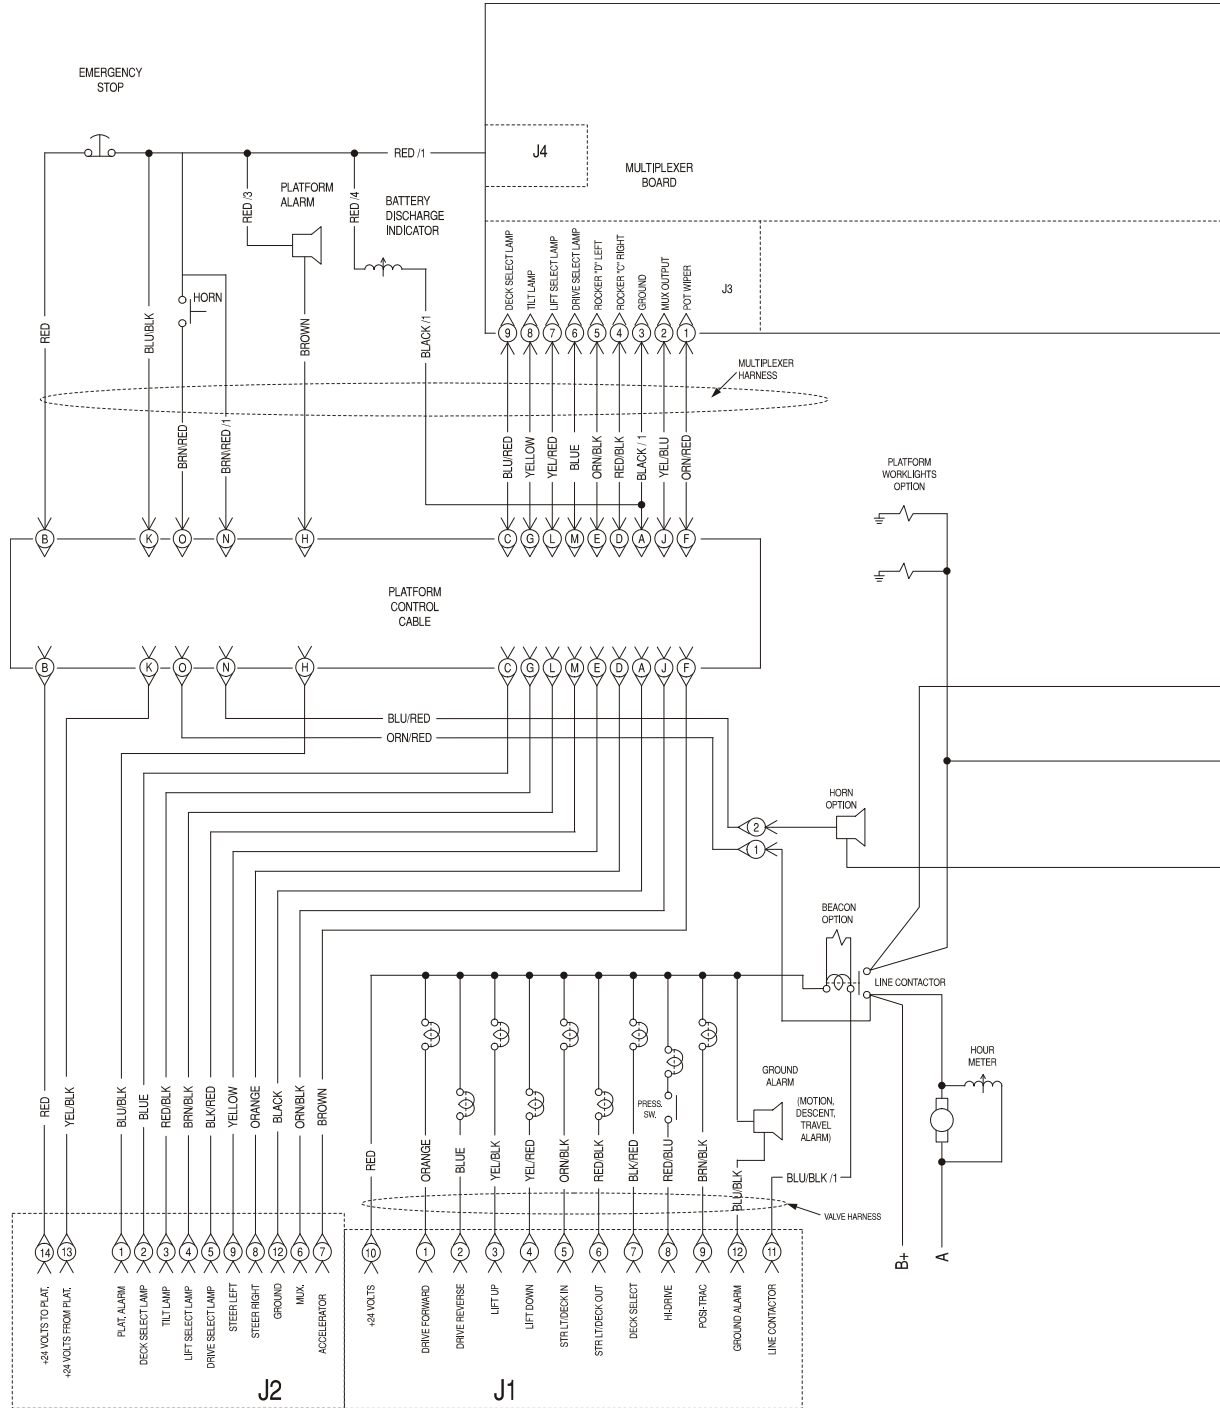 EMERGENCY
STOP
J4
RED /1
MULTIPLEXER
BOARD
RED /3
PLATFORM
ALARM
RED /4
BATTERY
DISCHARGE
INDICATOR
DECK SELECT LAMP
TILT LAMP
LIFT SELECT LAMP
DRIVE SELECT LAMP
ROCKER "D" LEFT
ROCKER "C" RIGHT
GROUND
MUX OUTPUT
POT WIPER
J3
HORN
9 8 7 6 5 4 3 2 1
RED
BLU/BLK
BROWN
BLACK /1
MULTIPLEXER
HARNESS
BRN/RED
BRN/RED /1
BLU/RED
YELLOW
YEL/RED
BLUE
ORN/BLK
RED/BLK
BLACK / 1
YEL/BLU
ORN/RED
PLATFORM
WORKLIGHTS
OPTION
B K O N H C G L M E D A J F
PLATFORM
CONTROL
CABLE
B K O N H C G L M E D A J F
BLU/RED
ORN/RED
HORN
OPTION
2
1
BEACON
OPTION
LINE CONTACTOR
HOUR
METER
GROUND
ALARM
(MOTION,
DESCENT,
TRAVEL
ALARM)
PRESS.
SW.
RED
YEL/BLK
BLU/BLK
BLUE
RED/BLK
BRN/BLK
BLK/RED
YELLOW
ORANGE
BLACK
ORN/BLK
BROWN
RED
ORANGE
BLUE
YEL/BLK
YEL/RED
ORN/BLK
RED/BLK
BLK/RED
RED/BLU
BRN/BLK
BLU/BLK
BLU/BLK /1
VALVE HARNESS
B+
A
14 13 1 2 3 4 5 9 8 12 6 7 10 1 2 3 4 5 6 7 8 9 12 11
+24 VOLTS TO PLAT.
+24 VOLTS FROM PLAT.
PLAT. ALARM
DECK SELECT LAMP
TILT LAMP
LIFT SELECT LAMP
DRIVE SELECT LAMP
STEER LEFT
STEER RIGHT
GROUND
MUX.
ACCELERATOR
+24 VOLTS
DRIVE FORWARD
DRIVE REVERSE
LIFT UP
LIFT DOWN
STR LT/DECK IN
STR LT/DECK OUT
DECK SELECT
HI-DRIVE
POSI-TRAC
GROUND ALARM
LINE CONTACTOR
J2
J1